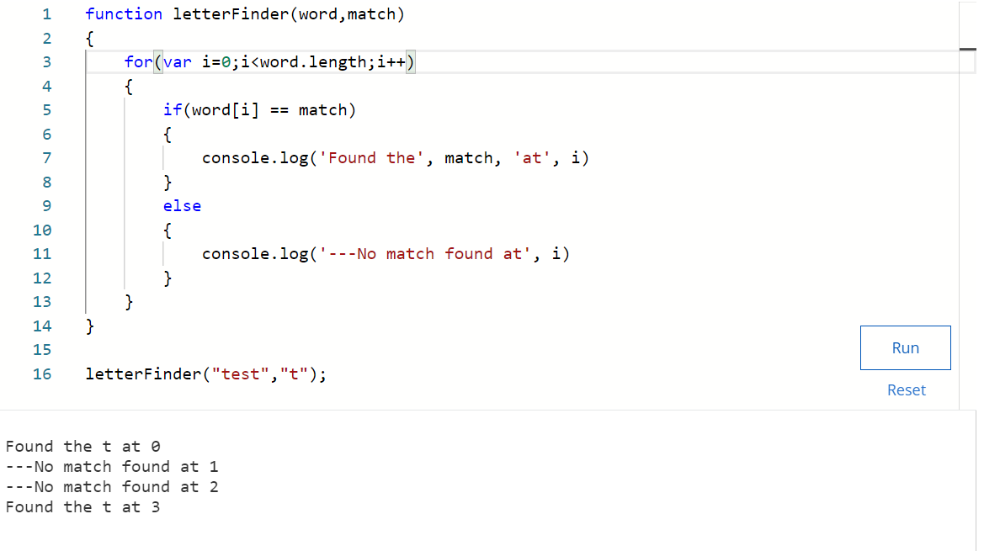 1 function letterFinder(word,match)
2 {
3 for(var i=0;i<word.length;i++)
4 {
5 if(word[i] == match)
6 {
7 console.log('Found the', match, 'at', i)
8 }
9 else
10 {
11 console.log('---No match found at', i)
12 }
13 }
14 }
15
16 letterFinder("test","t");
Run
Reset
Found the t at 0
---No match found at 1
---No match found at 2
Found the t at 3